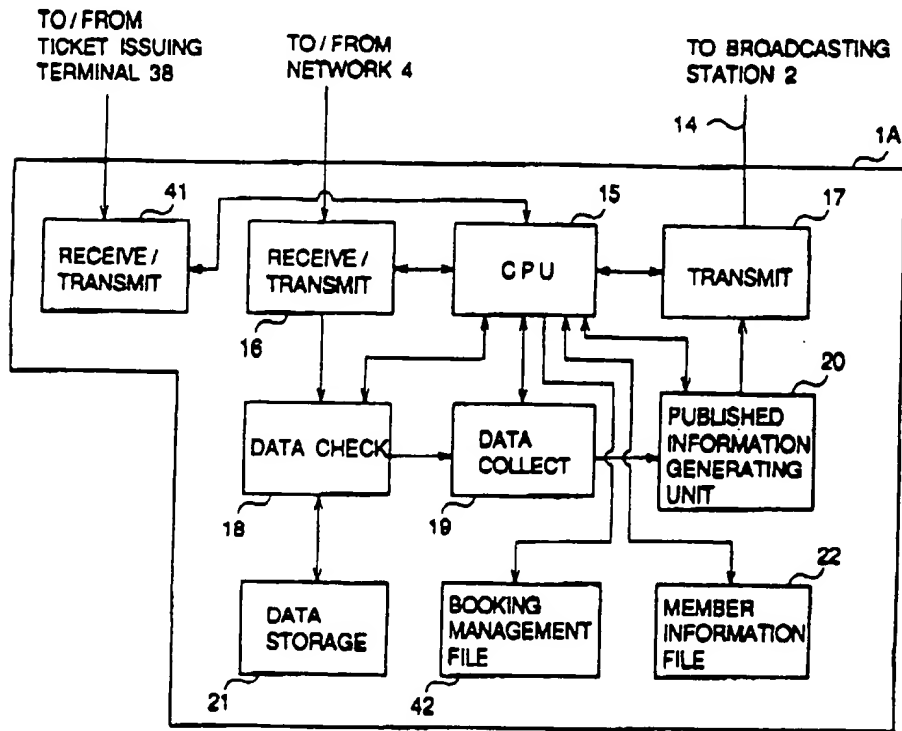 TO/FROM
TICKET ISSUING
TERMINAL 38
TO/FROM
NETWORK 4
TO BROADCASTING
STATION 2
14
1A
41
15
17
RECEIVE/
TRANSMIT
RECEIVE/
TRANSMIT
CPU
TRANSMIT
16
20
DATA CHECK
DATA
COLLECT
PUBLISHED
INFORMATION
GENERATING
UNIT
18
19
22
DATA
STORAGE
BOOKING
MANAGEMENT
FILE
MEMBER
INFORMATION
FILE
21
42